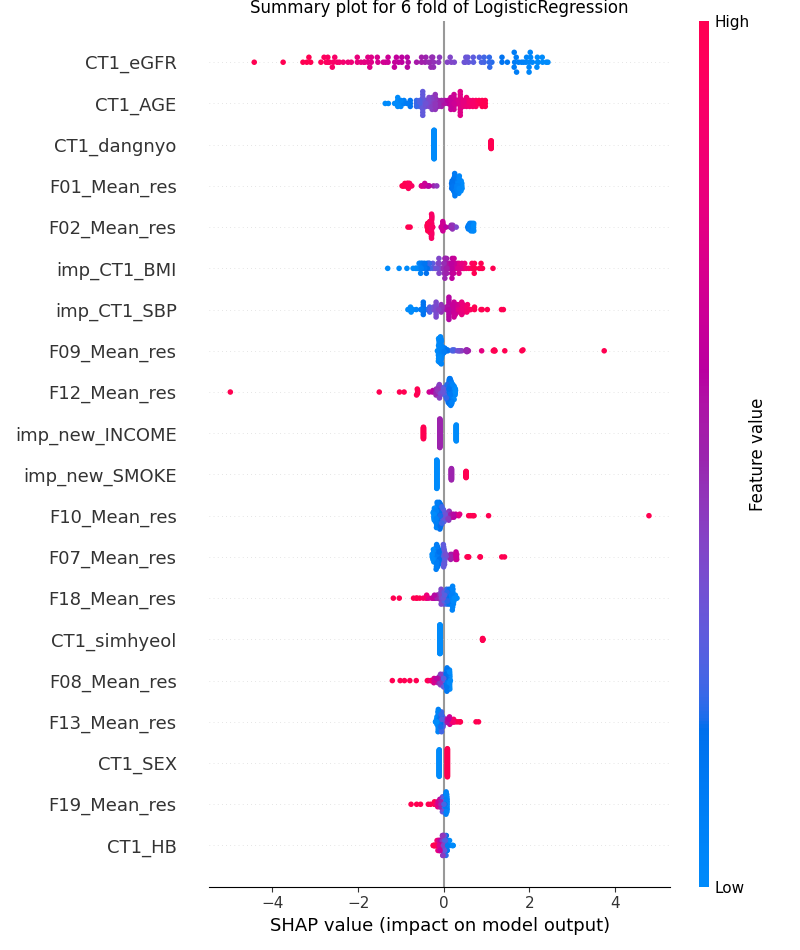 Summary plot for 6 fold of LogisticRegression
High
CT1_eGFR
CT1_AGE
CT1_dangnyo
F01_Mean_res
F02_Mean_res
imp_CT1_BMI
imp_CT1_SBP
F09_Mean_res
F12_Mean_res
imp_new_INCOME
imp_new_SMOKE
F10_Mean_res
F07_Mean_res
F18_Mean_res
CT1_simhyeol
F08_Mean_res
F13_Mean_res
CT1_SEX
F19_Mean_res
CT1_HB
Feature value
Low
−4 −2 0 2 4
SHAP value (impact on model output)